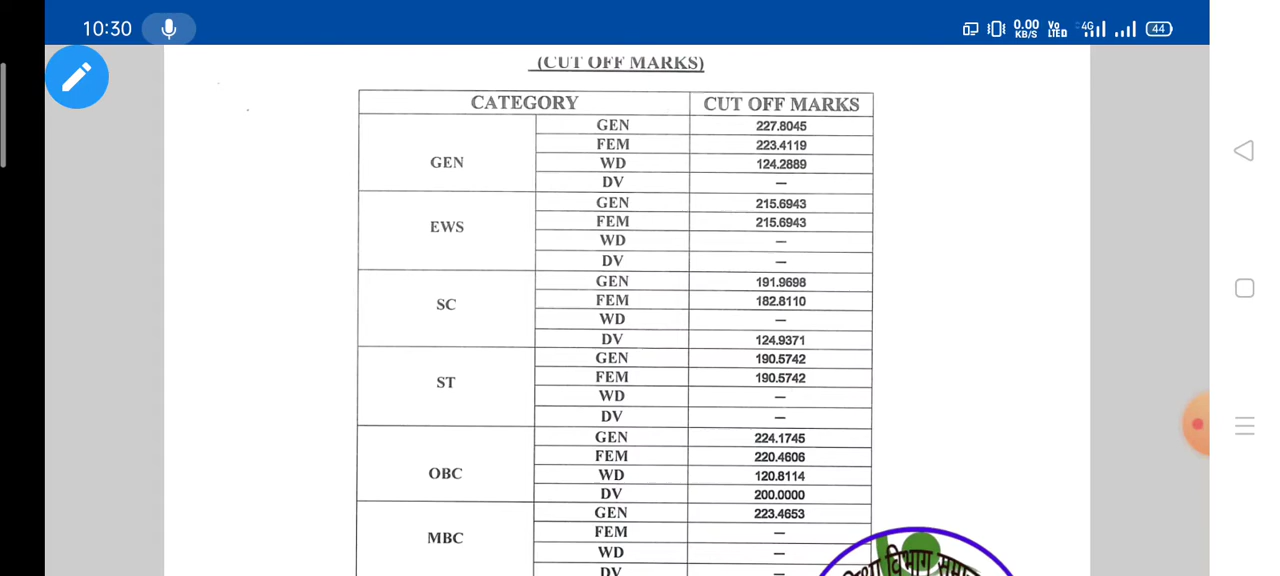 10:30 0.00 KB/S Vo LTED 4G 44
(CUT OFF MARKS)
CATEGORY CUT OFF MARKS
GEN
GEN 227.8045
FEM 223.4119
WD 124.2889
DV —
EWS
GEN 215.6943
FEM 215.6943
WD —
DV —
SC
GEN 191.9698
FEM 182.8110
WD —
DV 124.9371
ST
GEN 190.5742
FEM 190.5742
WD —
DV —
OBC
GEN 224.1745
FEM 220.4606
WD 120.8114
DV 200.0000
MBC
GEN 223.4653
FEM —
WD —
DV —
विभाग